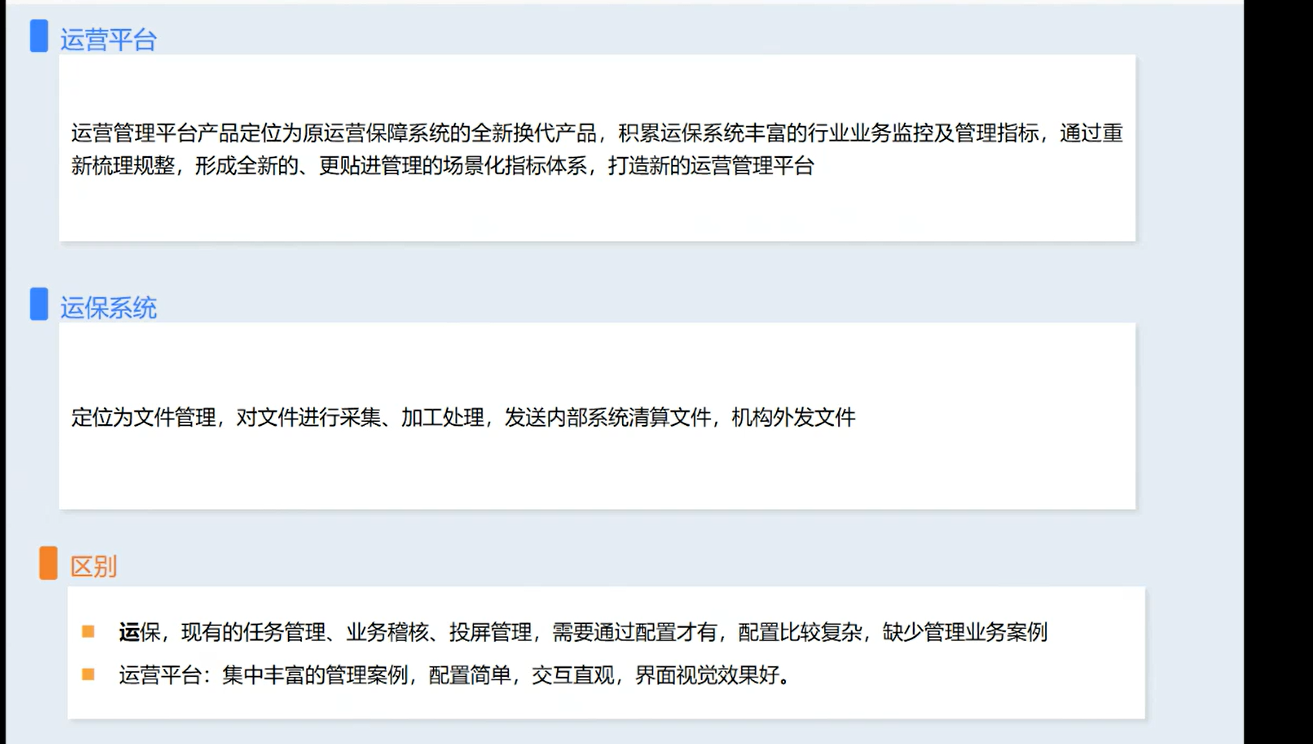 运营平台
运营管理平台产品定位为原运营保障系统的全新换代产品，积累运保系统丰富的行业业务监控及管理指标，通过重
新梳理规整，形成全新的、更贴进管理的场景化指标体系，打造新的运营管理平台
运保系统
定位为文件管理，对文件进行采集、加工处理，发送内部系统清算文件，机构外发文件
区别
运保，现有的任务管理、业务稽核、投屏管理，需要通过配置才有，配置比较复杂，缺少管理业务案例
运营平台：集中丰富的管理案例，配置简单，交互直观，界面视觉效果好。